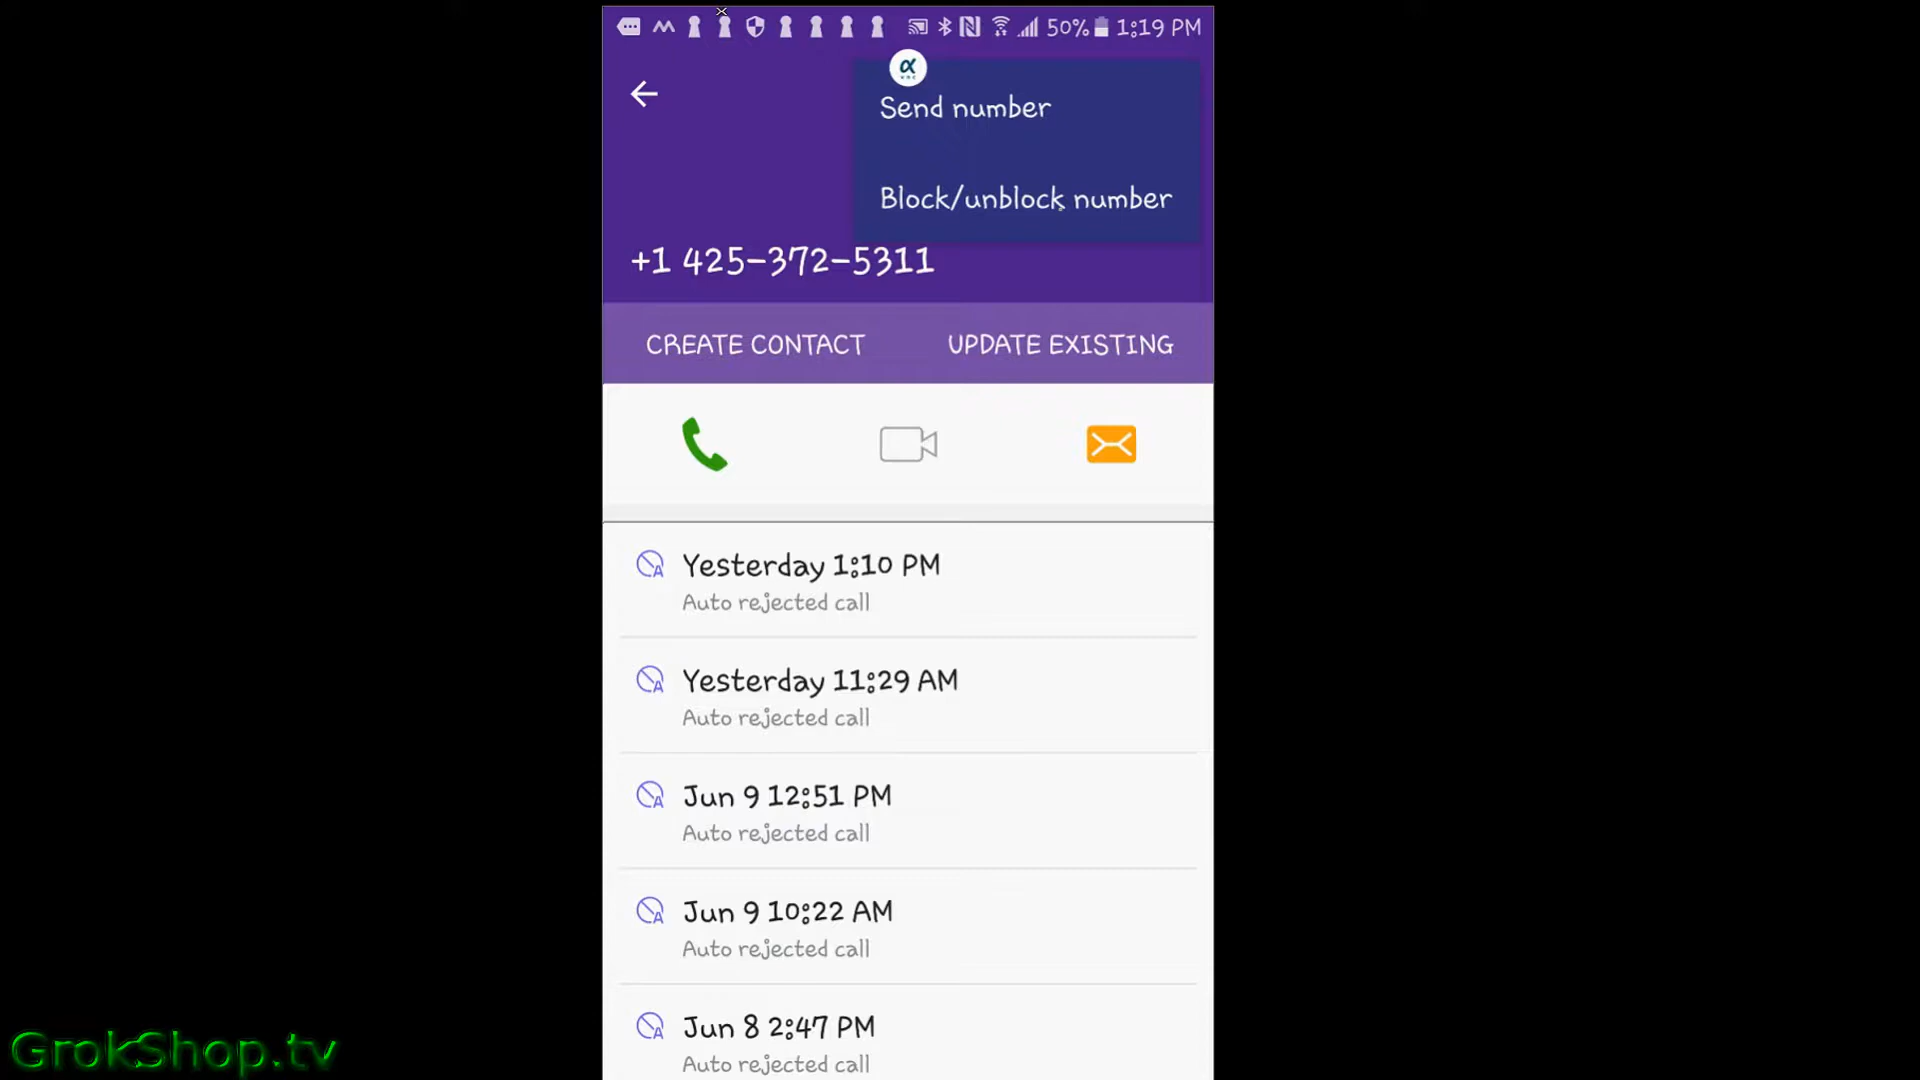 50% 1:19 PM
α
Send number
Block/unblock number
+1 425-372-5311
CREATE CONTACT UPDATE EXISTING
Yesterday 1:10 PM
Auto rejected call
Yesterday 11:29 AM
Auto rejected call
Jun 9 12:51 PM
Auto rejected call
Jun 9 10:22 AM
Auto rejected call
Jun 8 2:47 PM
Auto rejected call
GrokShop.tv